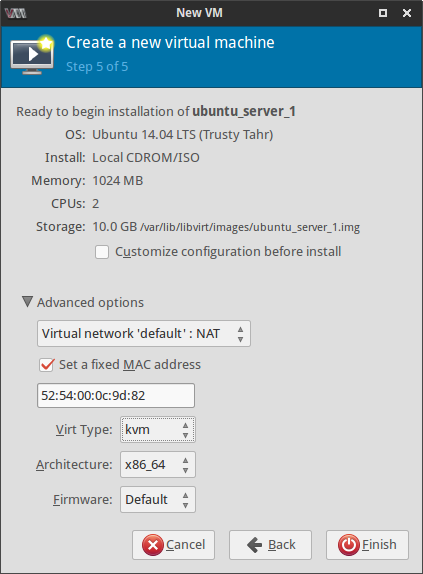 New VM
Create a new virtual machine
Step 5 of 5
Ready to begin installation of ubuntu_server_1
OS: Ubuntu 14.04 LTS (Trusty Tahr)
Install: Local CDROM/ISO
Memory: 1024 MB
CPUs: 2
Storage: 10.0 GB /var/lib/libvirt/images/ubuntu_server_1.img
Customize configuration before install
Advanced options
Virtual network 'default' : NAT
Set a fixed MAC address
52:54:00:0c:9d:82
Virt Type: kvm
Architecture: x86_64
Firmware: Default
Cancel Back Finish